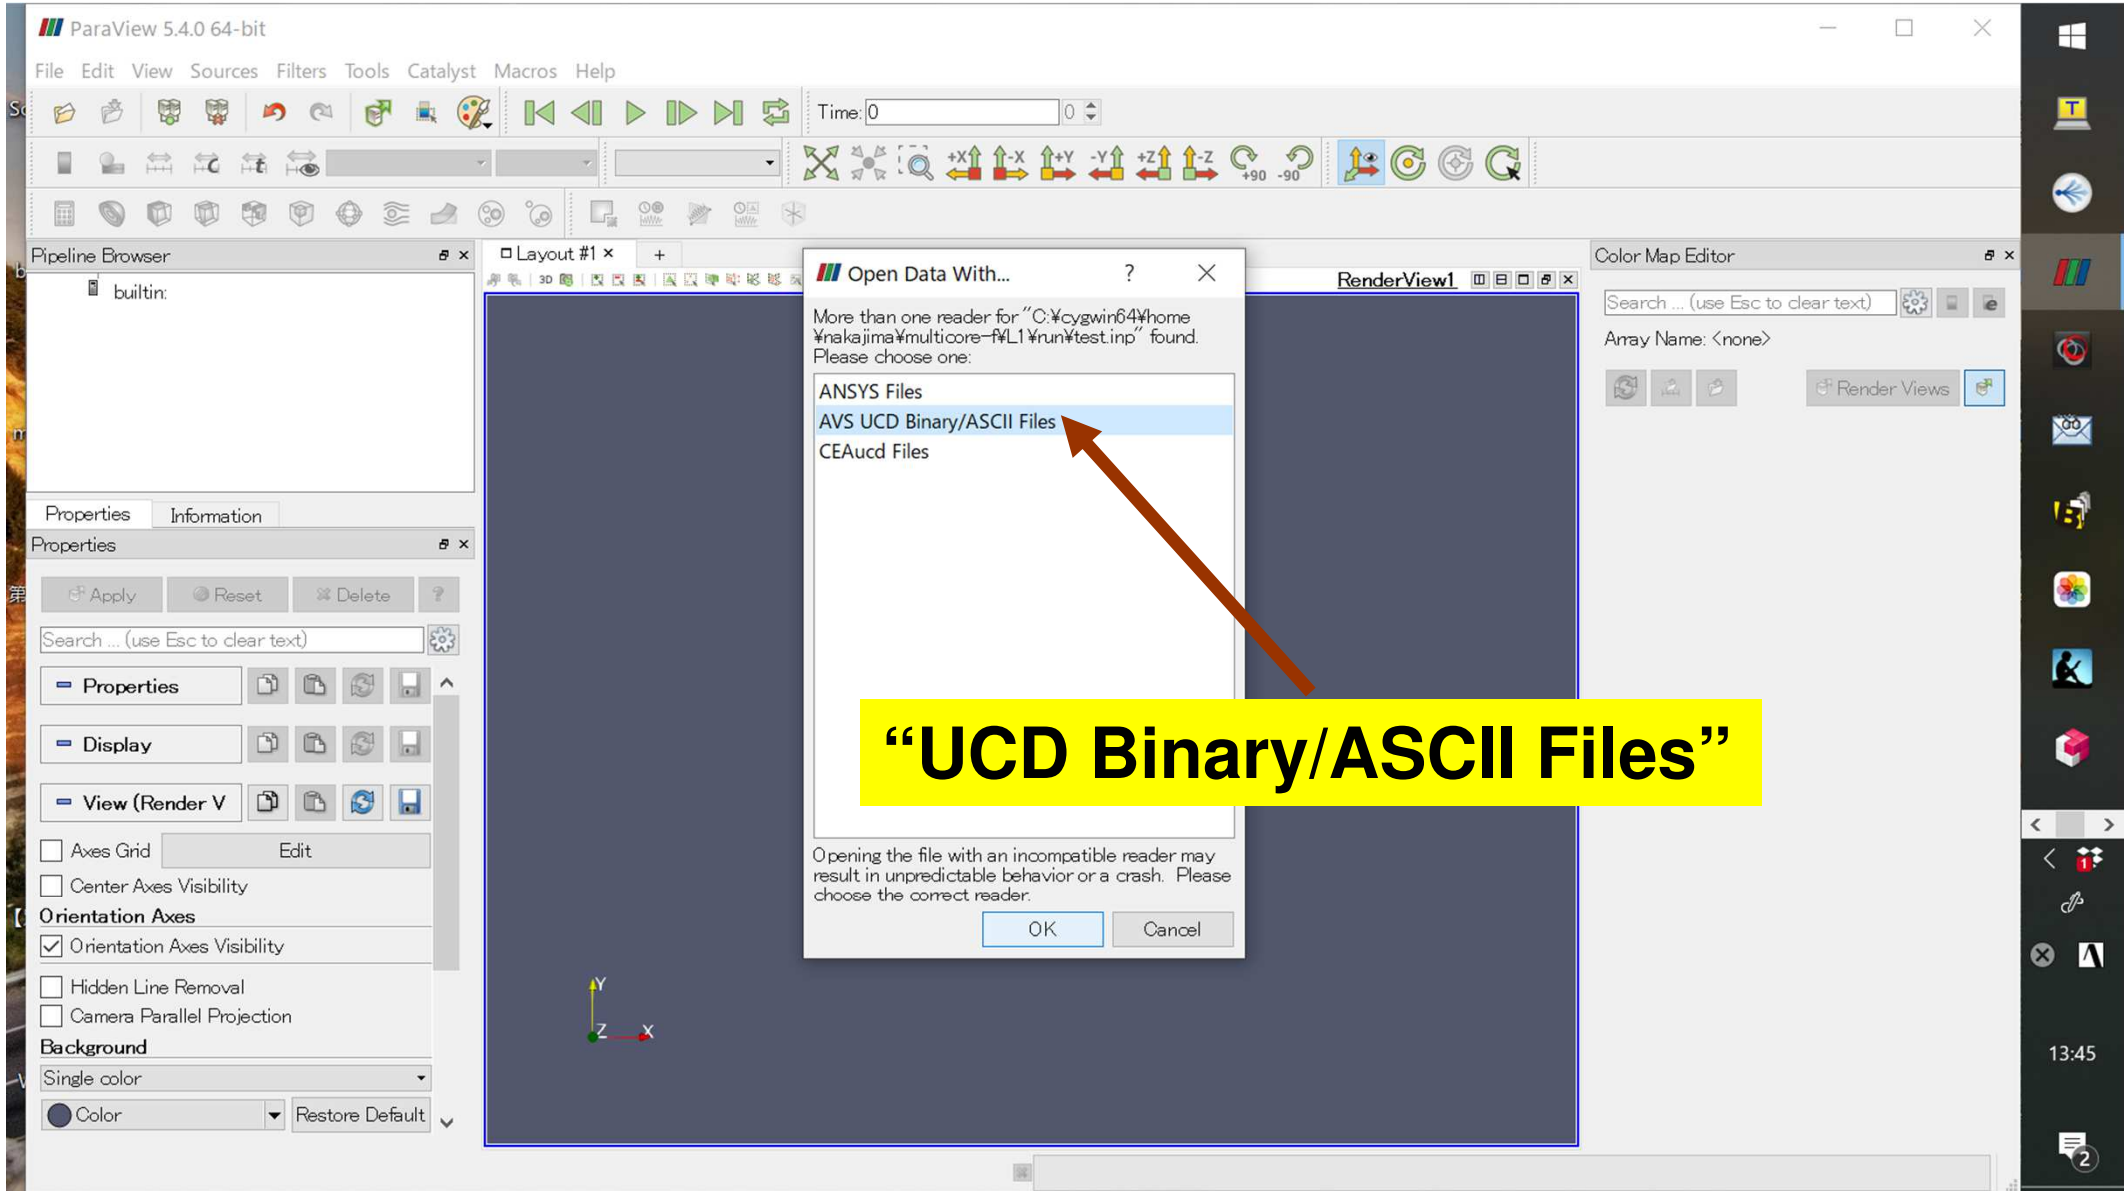 ParaView 5.4.0 64-bit
File Edit View Sources Filters Tools Catalyst Macros Help
Time: 0 0
+X -X +Y -Y +Z -Z +90 -90
Pipeline Browser
builtin:
Layout #1
3D
RenderView1
Open Data With...
?
More than one reader for "C:¥cygwin64¥home
¥nakajima¥multicore-f¥L1¥run¥test.inp" found.
Please choose one:
ANSYS Files
AVS UCD Binary/ASCII Files
CEAucd Files
“UCD Binary/ASCII Files”
Opening the file with an incompatible reader may
result in unpredictable behavior or a crash. Please
choose the correct reader.
OK Cancel
Properties Information
Properties
Apply Reset Delete ?
Search ... (use Esc to clear text)
Properties
Display
View (Render V
Axes Grid Edit
Center Axes Visibility
Orientation Axes
Orientation Axes Visibility
Hidden Line Removal
Camera Parallel Projection
Background
Single color
Color Restore Default
Y
Z X
Color Map Editor
Search ... (use Esc to clear text)
Array Name: <none>
Render Views
T
1
13:45
2